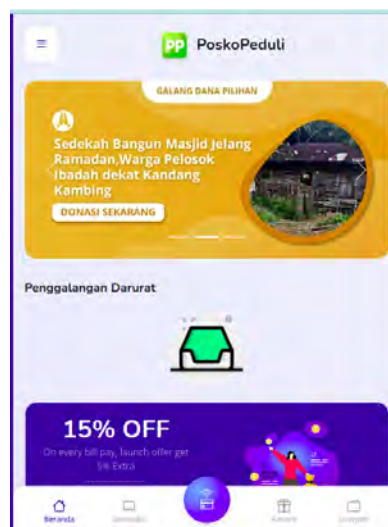 PP PoskoPeduli
GALANG DANA PILIHAN
Sedekah Bangun Masjid Jelang
Ramadan,Warga Pelosok
Ibadah dekat Kandang
Kambing
DONASI SEKARANG
Penggalangan Darurat
15% OFF
On every bill pay, launch offer get
5% Extra
Beranda